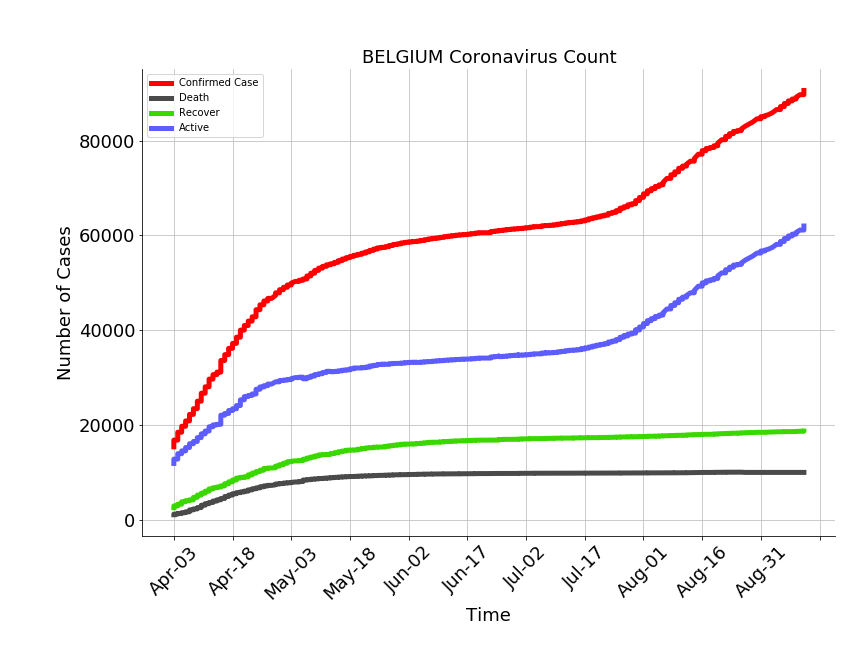 BELGIUM Coronavirus Count
Confirmed Case
Death
Recover
Active
Number of Cases
80000
60000
40000
20000
0
Apr-03
Apr-18
May-03
May-18
Jun-02
Jun-17
Jul-02
Jul-17
Aug-01
Aug-16
Aug-31
Time